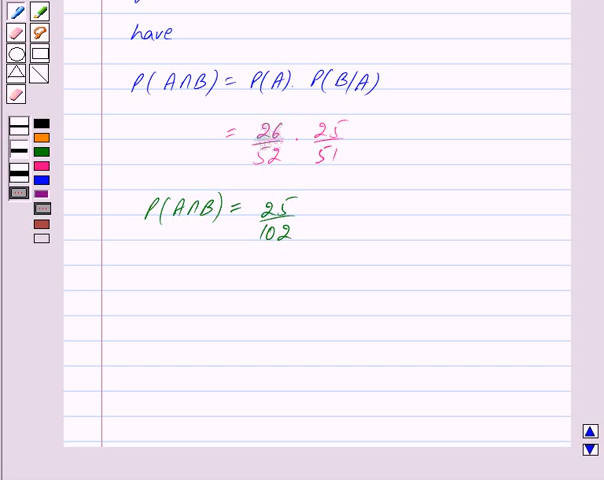 have
P(A∩B) = P(A). P(B/A)
= 26/52 . 25/51
P(A∩B) = 25/102